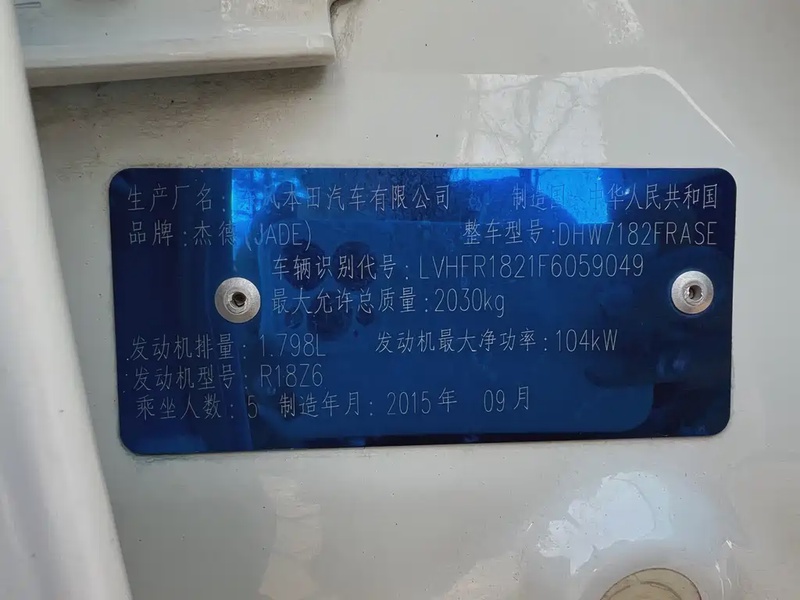 生产厂名：东风本田汽车有限公司 制造国：中华人民共和国
品牌：杰德(JADE) 整车型号：DHW7182FRASE
车辆识别代号：LVHFR1821F6059049
最大允许总质量：2030kg
发动机排量：1.798L 发动机最大净功率：104kW
发动机型号：R18Z6
乘坐人数：5 制造年月：2015年 09月